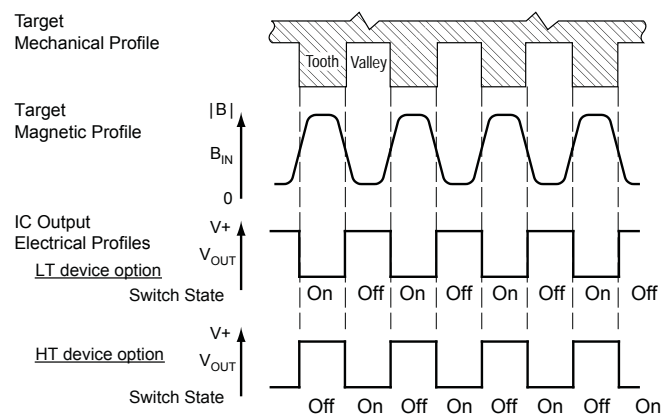 Target
Mechanical Profile
Tooth Valley
Target
Magnetic Profile
|B|
B_IN
0
IC Output
Electrical Profiles
V+
V_OUT
LT device option
Switch State
On Off On Off On Off On Off
V+
HT device option
V_OUT
Switch State
Off On Off On Off On Off On